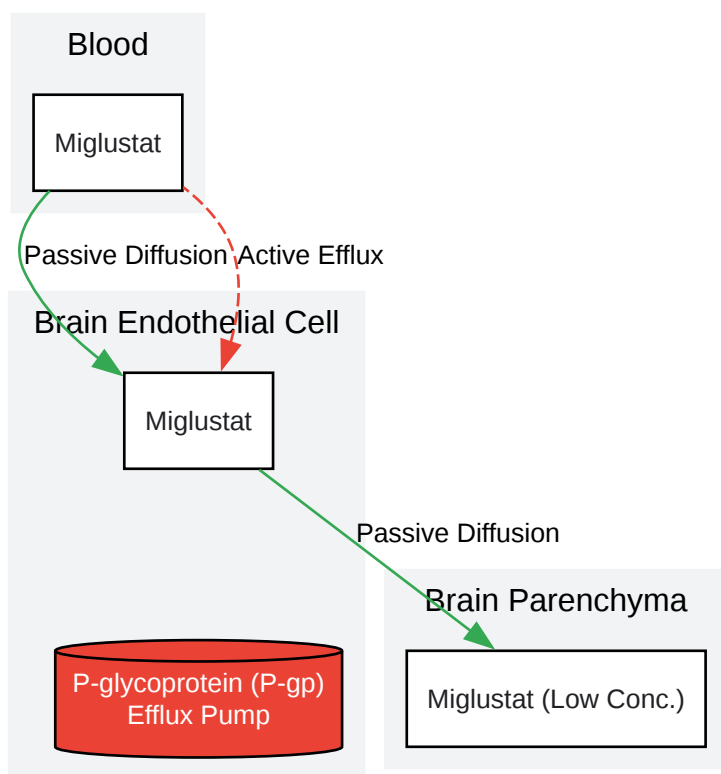 Blood
Miglustat
Passive Diffusion
Active Efflux
Brain Endothelial Cell
Miglustat
Passive Diffusion
Brain Parenchyma
Miglustat (Low Conc.)
P-glycoprotein (P-gp)
Efflux Pump